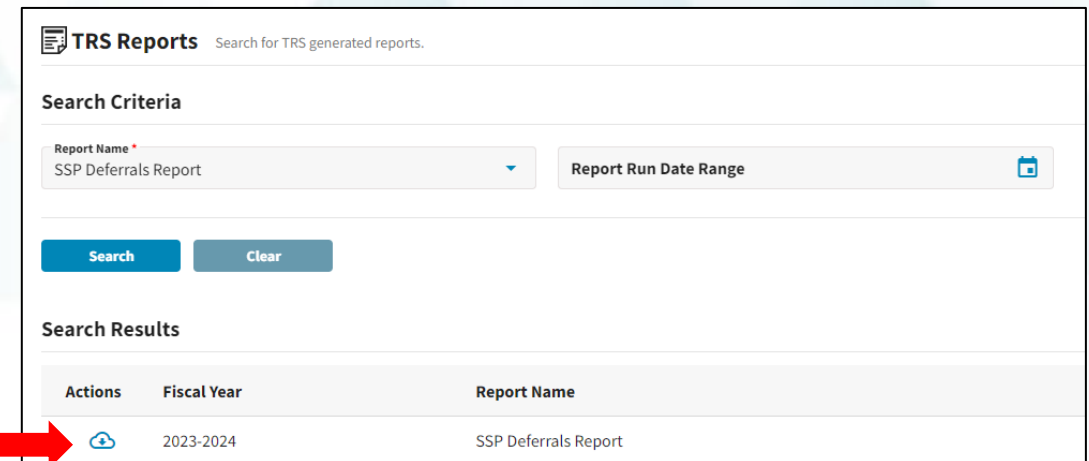 TRS Reports Search for TRS generated reports.
Search Criteria
Report Name *
SSP Deferrals Report
Report Run Date Range
Search Clear
Search Results
Actions Fiscal Year Report Name
2023-2024 SSP Deferrals Report